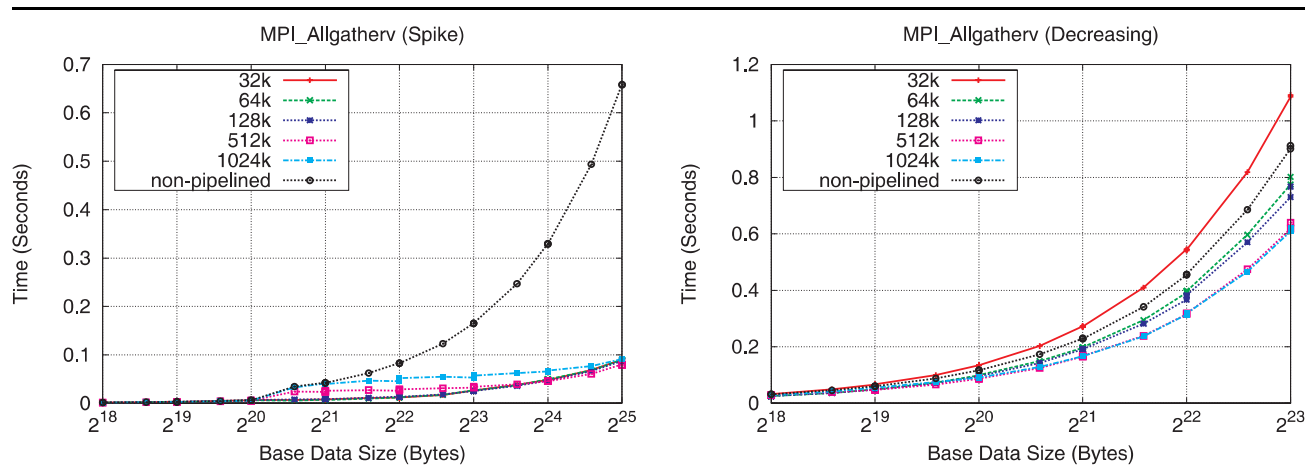 MPI_Allgatherv (Spike)
0.7
0.6
0.5
0.4
0.3
0.2
0.1
0
Time (Seconds)
32k
64k
128k
512k
1024k
non-pipelined
2^18
2^19
2^20
2^21
2^22
2^23
2^24
2^25
Base Data Size (Bytes)
MPI_Allgatherv (Decreasing)
1.2
1
0.8
0.6
0.4
0.2
0
Time (Seconds)
32k
64k
128k
512k
1024k
non-pipelined
2^18
2^19
2^20
2^21
2^22
2^23
Base Data Size (Bytes)